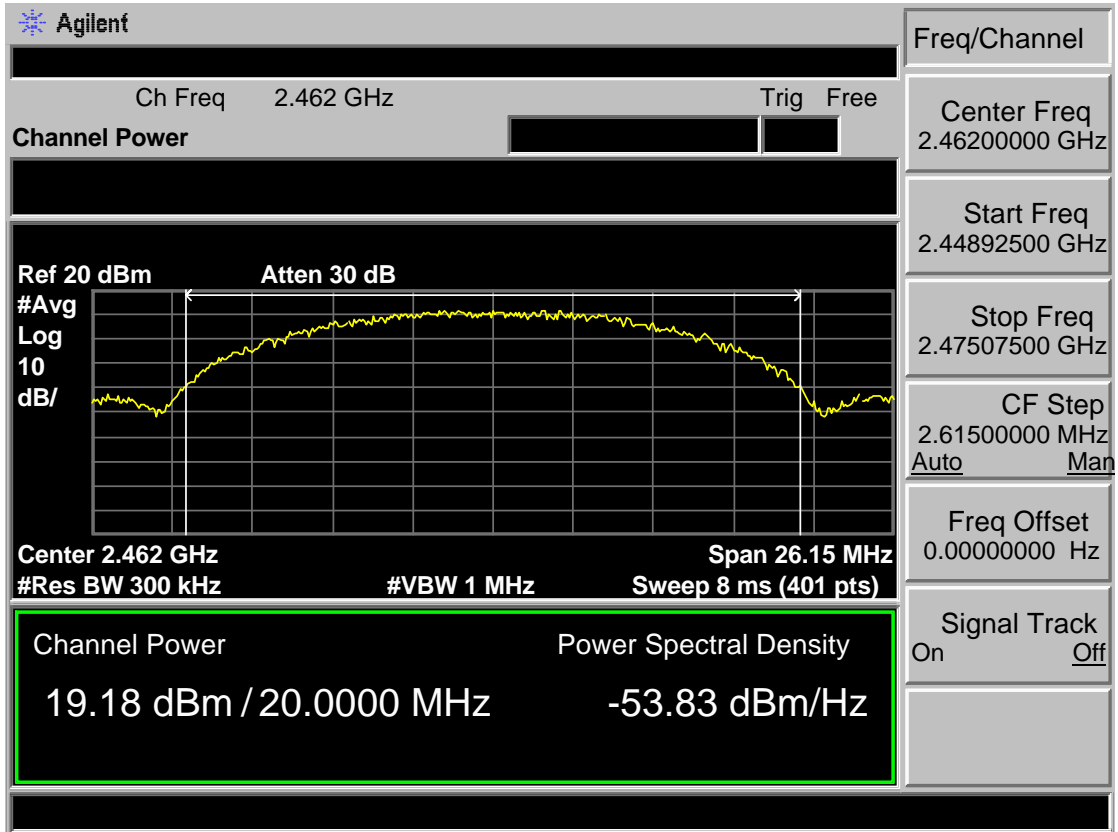 Agilent
Freq/Channel
Ch Freq 2.462 GHz Trig Free
Channel Power
Center Freq
2.46200000 GHz
Start Freq
2.44892500 GHz
Stop Freq
2.47507500 GHz
CF Step
2.61500000 MHz
Auto Man
Freq Offset
0.00000000 Hz
Signal Track
On Off
Ref 20 dBm Atten 30 dB
#Avg
Log
10
dB/
Center 2.462 GHz Span 26.15 MHz
#Res BW 300 kHz #VBW 1 MHz Sweep 8 ms (401 pts)
Channel Power Power Spectral Density
19.18 dBm / 20.0000 MHz -53.83 dBm/Hz